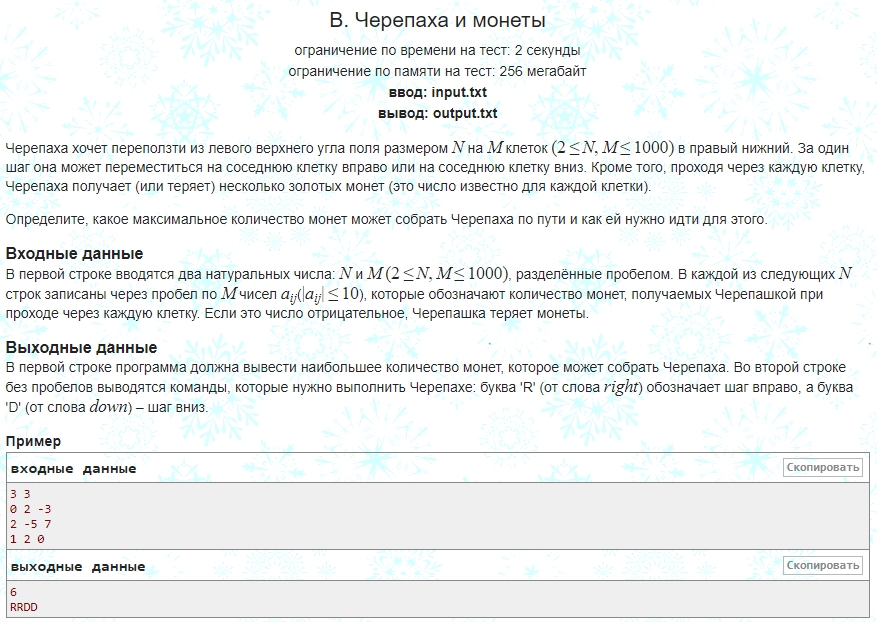 B. Черепаха и монеты
ограничение по времени на тест: 2 секунды
ограничение по памяти на тест: 256 мегабайт
ввод: input.txt
вывод: output.txt
Черепаха хочет переползти из левого верхнего угла поля размером N на M клеток (2 ≤N, M≤ 1000) в правый нижний. За один
шаг она может переместиться на соседнюю клетку вправо или на соседнюю клетку вниз. Кроме того, проходя через каждую клетку,
Черепаха получает (или теряет) несколько золотых монет (это число известно для каждой клетки).
Определите, какое максимальное количество монет может собрать Черепаха по пути и как ей нужно идти для этого.
Входные данные
В первой строке вводятся два натуральных числа: N и M (2 ≤N, M≤ 1000), разделённые пробелом. В каждой из следующих N
строк записаны через пробел по M чисел aij(|aij| ≤ 10), которые обозначают количество монет, получаемых Черепашкой при
проходе через каждую клетку. Если это число отрицательное, Черепашка теряет монеты.
Выходные данные
В первой строке программа должна вывести наибольшее количество монет, которое может собрать Черепаха. Во второй строке
без пробелов выводятся команды, которые нужно выполнить Черепахе: буква 'R' (от слова right) обозначает шаг вправо, а буква
'D' (от слова down) – шаг вниз.
Пример
входные данные Скопировать
3 3
0 2 -3
2 -5 7
1 2 0
выходные данные Скопировать
6
RRDD